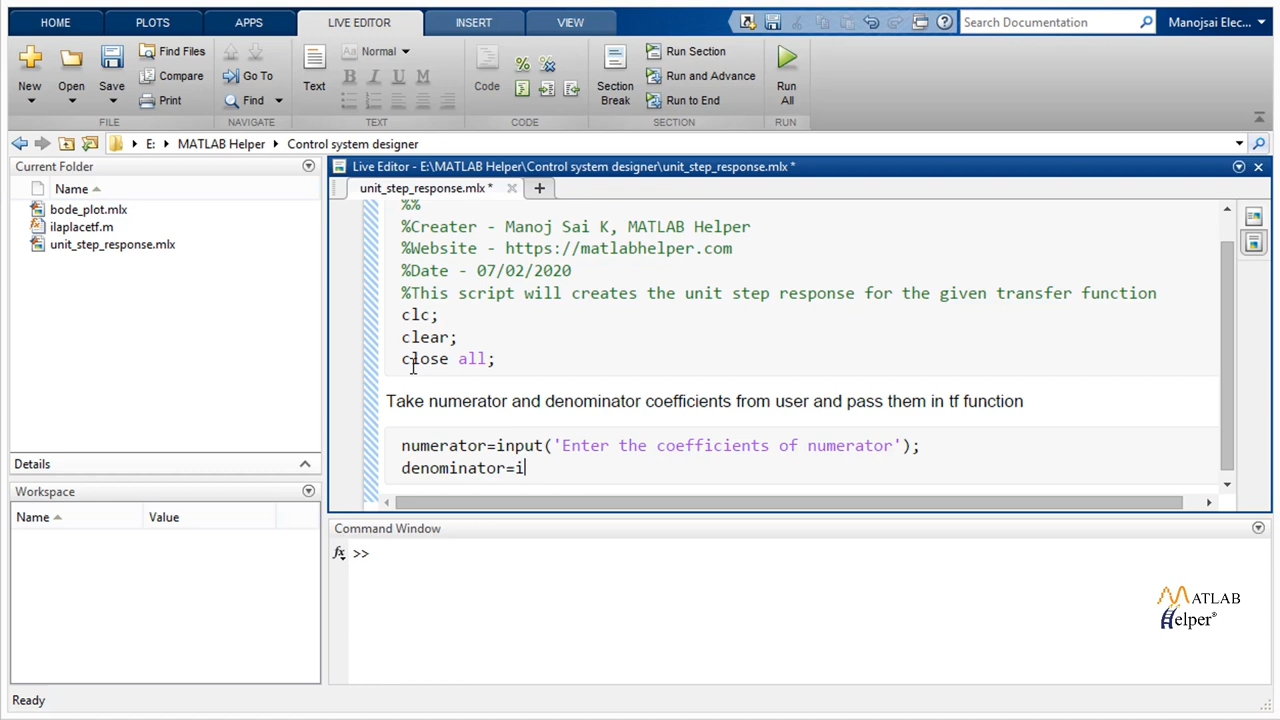 HOME PLOTS APPS LIVE EDITOR INSERT VIEW Search Documentation Manojsai Elec...
New Open Save Find Files Compare Print Go To Find Text Aa Normal B I U M Code Section Break Run Section Run and Advance Run to End Run All
FILE NAVIGATE TEXT CODE SECTION RUN
E: MATLAB Helper Control system designer
Current Folder
Name
bode_plot.mlx
ilaplacetf.m
unit_step_response.mlx
Details
Workspace
Name Value
Live Editor - E:\MATLAB Helper\Control system designer\unit_step_response.mlx *
unit_step_response.mlx *
%%
%Creater - Manoj Sai K, MATLAB Helper
%Website - https://matlabhelper.com
%Date - 07/02/2020
%This script will creates the unit step response for the given transfer function
clc;
clear;
close all;
Take numerator and denominator coefficients from user and pass them in tf function
numerator=input('Enter the coefficients of numerator');
denominator=i
Command Window
fx >>
MATLAB
Helper®
Ready